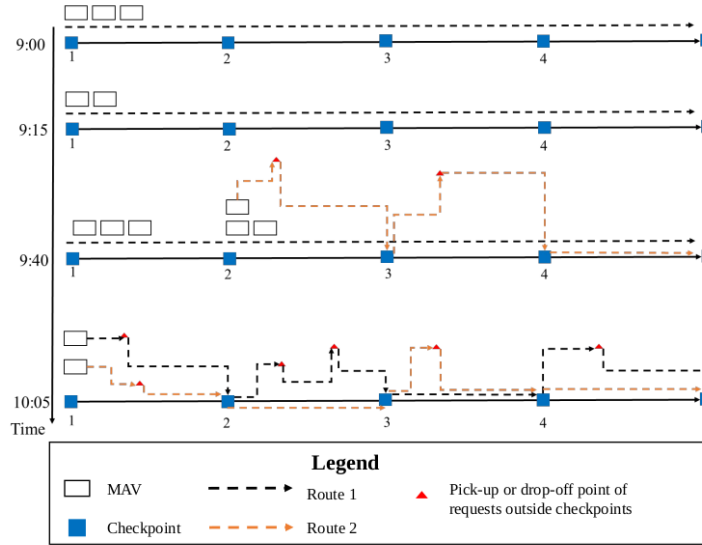 9:00
1
2
3
4
9:15
1
2
3
4
9:40
1
2
3
4
10:05
1
2
3
4
Time
Legend
MAV
Route 1
Pick-up or drop-off point of
requests outside checkpoints
Checkpoint
Route 2